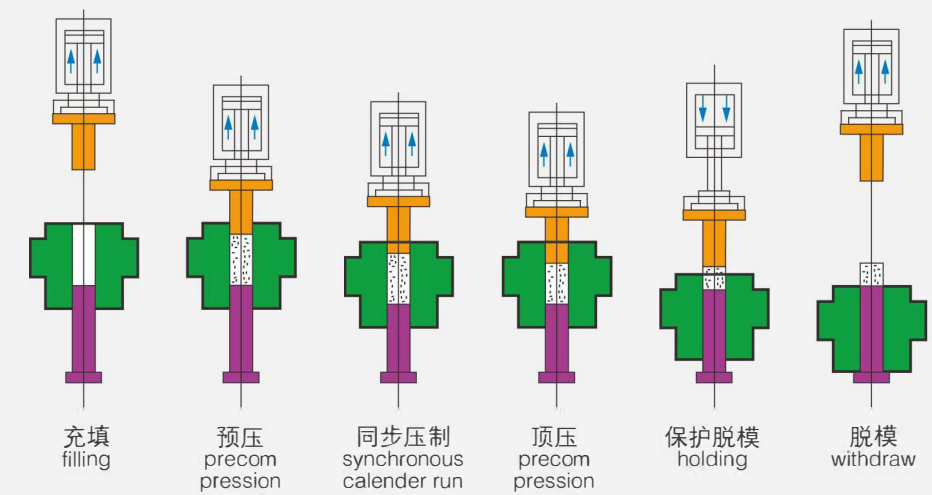 充填
filling
预压
precom
pression
同步压制
synchronous
calender run
顶压
precom
pression
保护脱模
holding
脱模
withdraw